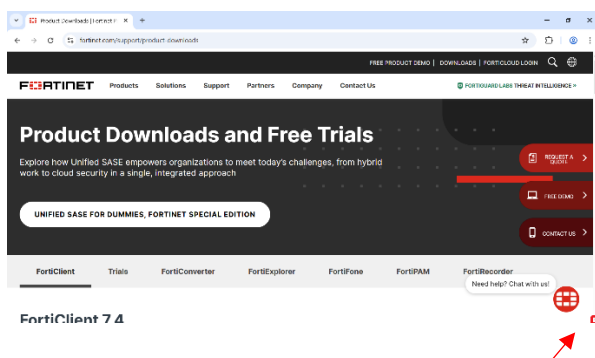 Product Downloads | Fortinet F
fortinet.com/support/product-downloads
FREE PRODUCT DEMO | DOWNLOADS | FORTICLOUD LOGIN
FORTINET
Products Solutions Support Partners Company Contact Us
FORTIGUARD LABS THREAT INTELLIGENCE »
Product Downloads and Free Trials
Explore how Unified SASE empowers organizations to meet today's challenges, from hybrid
work to cloud security in a single, integrated approach
REQUEST A
QUOTE
FREE DEMO
UNIFIED SASE FOR DUMMIES, FORTINET SPECIAL EDITION
CONTACT US
FortiClient Trials FortiConverter FortiExplorer FortiFone FortiPAM FortiRecorder
Need help? Chat with us!
FortiClient 7.4